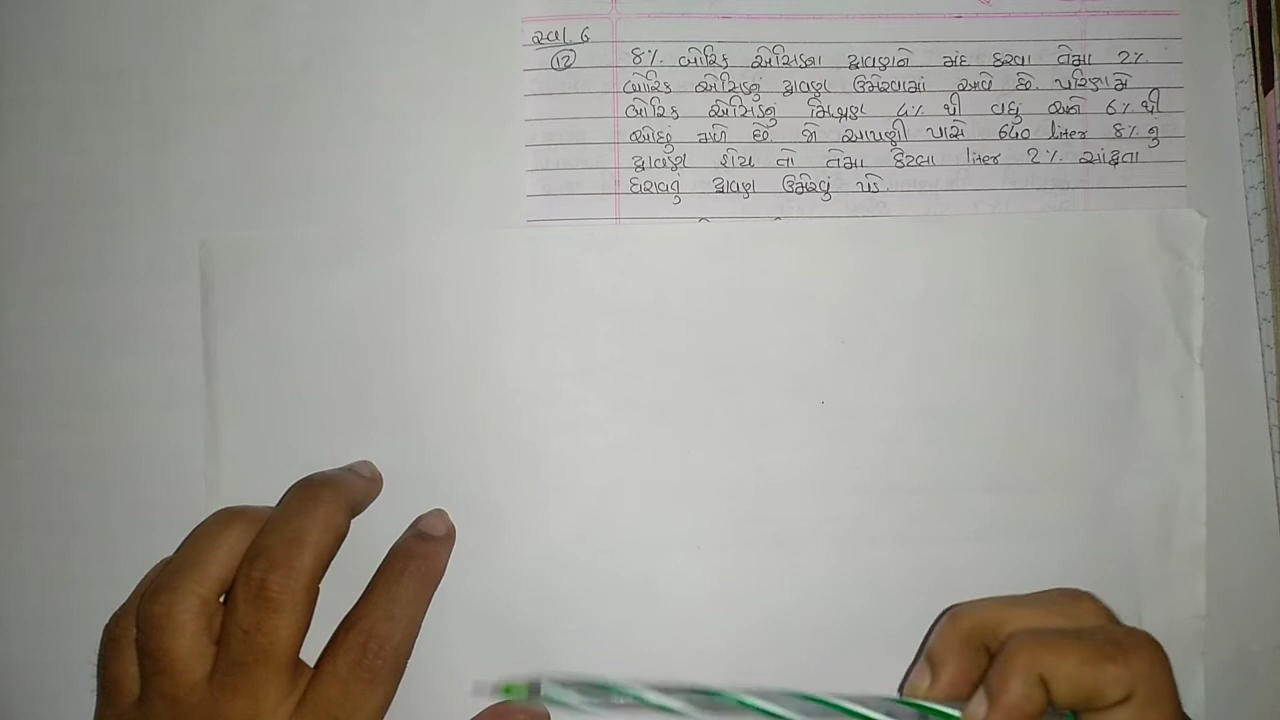 સ્વા. 6
(12) 8% બોરિક એસિડના દ્રાવણને મંદ કરવા તેમા 2%
બોરિક એસિડનું દ્રાવણ ઉમેરવામાં આવે છે. પરિણામે
બોરિક એસિડનું મિશ્રણ 4% થી વધું અને 6% થી
ઓછું મળે છે. જો આપણી પાસે 640 liter 8% નુ
દ્રાવણ હોય તો તેમા કેટલા liter 2% સાંદ્રતા
ધરાવતું દ્રાવણ ઉમેરવું પડે.